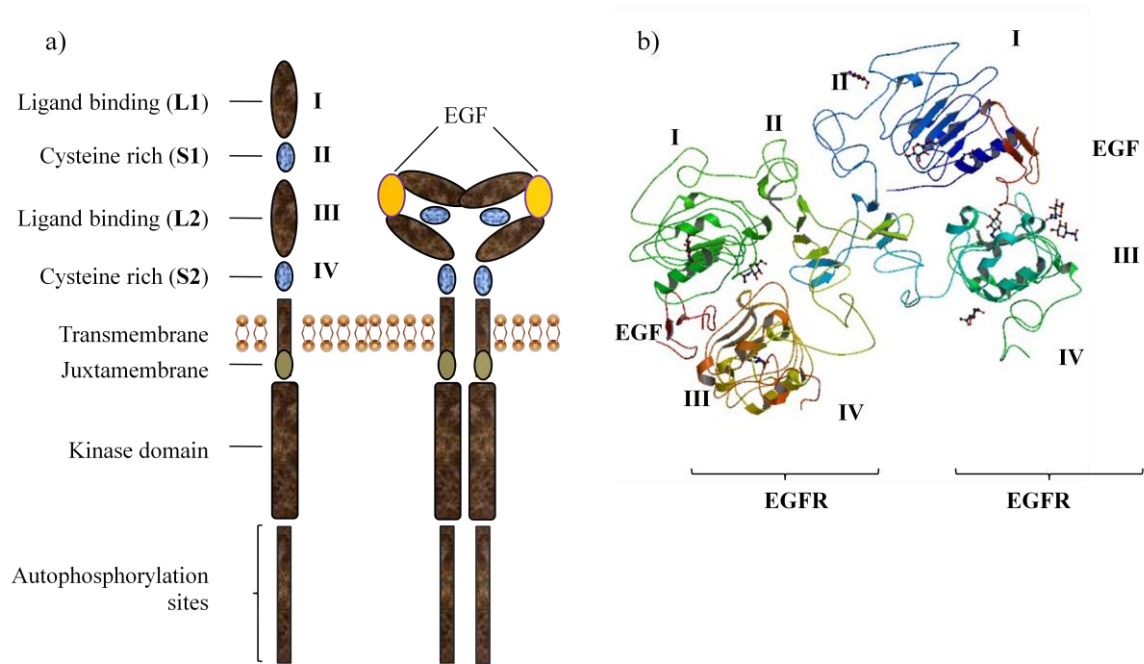 a)
Ligand binding (L1)
I
Cysteine rich (S1)
II
Ligand binding (L2)
III
Cysteine rich (S2)
IV
Transmembrane
Juxtamembrane
Kinase domain
Autophosphorylation
sites
EGF
b)
I
II
I
II
EGF
III
EGF
IV
III
IV
EGFR
EGFR